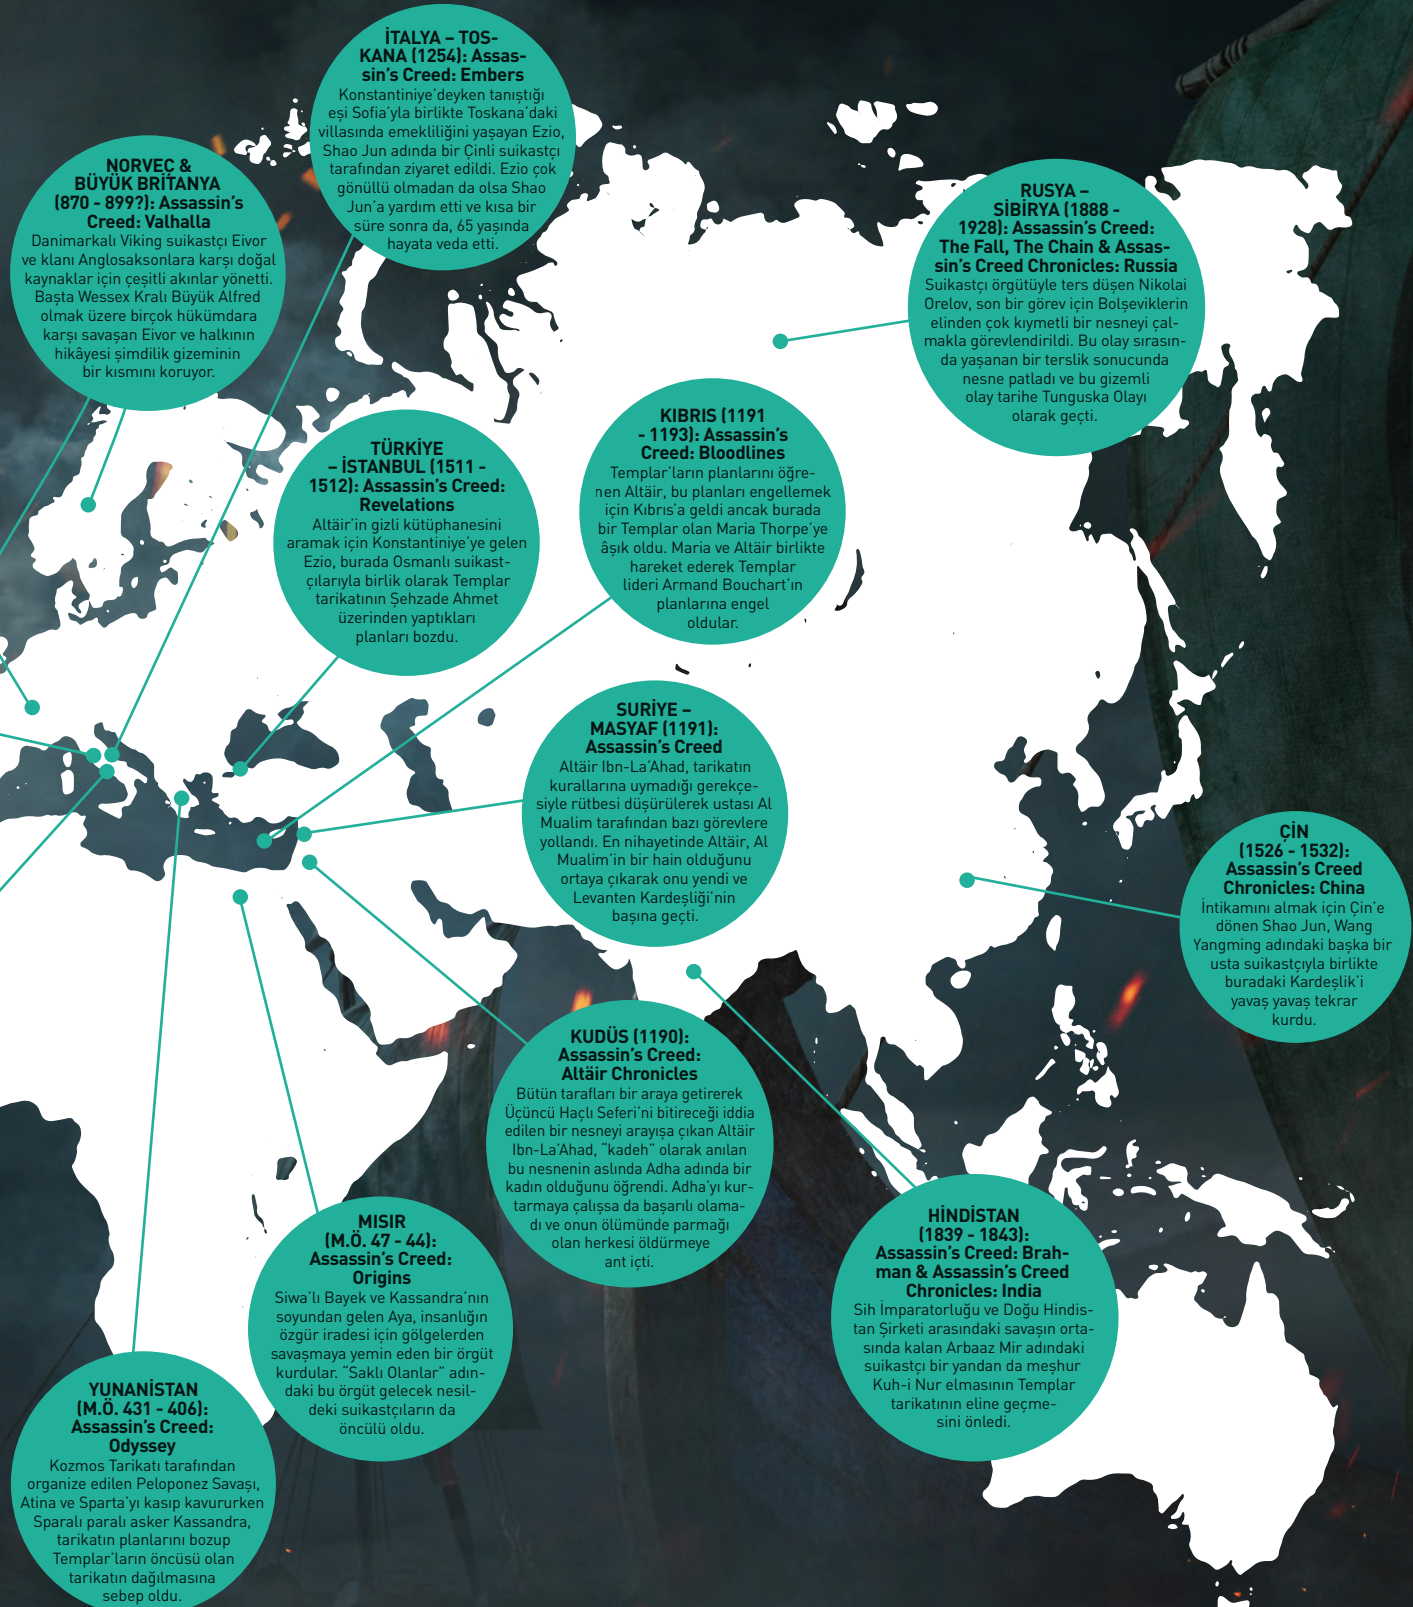 İTALYA – TOS-
KANA (1254): Assas-
sin’s Creed: Embers
Konstantiniye’deyken tanıştığı
eşi Sofia’yla birlikte Toskana’daki
villasında emekliliğini yaşayan Ezio,
Shao Jun adında bir Çinli suikastçı
tarafından ziyaret edildi. Ezio çok
gönüllü olmadan da olsa Shao
Jun’a yardım etti ve kısa bir
süre sonra da, 65 yaşında
hayata veda etti.
NORVEÇ &
BÜYÜK BRİTANYA
(870 - 899?): Assassin’s
Creed: Valhalla
Danimarkalı Viking suikastçı Eivor
ve klanı Anglosaksonlara karşı doğal
kaynaklar için çeşitli akınlar yönetti.
Başta Wessex Kralı Büyük Alfred
olmak üzere birçok hükümdara
karşı savaşan Eivor ve halkının
hikâyesi şimdilik gizeminin
bir kısmını koruyor.
RUSYA –
SİBİRYA (1888 -
1928): Assassin’s Creed:
The Fall, The Chain & Assas-
sin’s Creed Chronicles: Russia
Suikastçı örgütüyle ters düşen Nikolai
Orelov, son bir görev için Bolşeviklerin
elinden çok kıymetli bir nesneyi çal-
makla görevlendirildi. Bu olay sırasın-
da yaşanan bir terslik sonucunda
nesne patladı ve bu gizemli
olay tarihe Tunguska Olayı
olarak geçti.
TÜRKİYE
– İSTANBUL (1511 -
1512): Assassin’s Creed:
Revelations
Altäir’in gizli kütüphanesini
aramak için Konstantiniye’ye gelen
Ezio, burada Osmanlı suikast-
çılarıyla birlik olarak Templar
tarikatının Şehzade Ahmet
üzerinden yaptıkları
planları bozdu.
KIBRIS (1191
- 1193): Assassin’s
Creed: Bloodlines
Templar’ların planlarını öğre-
nen Altäir, bu planları engellemek
için Kıbrıs’a geldi ancak burada
bir Templar olan Maria Thorpe’ye
âşık oldu. Maria ve Altäir birlikte
hareket ederek Templar
lideri Armand Bouchart’ın
planlarına engel
oldular.
SURİYE –
MASYAF (1191):
Assassin’s Creed
Altäir Ibn-La’Ahad, tarikatın
kurallarına uymadığı gerekçe-
siyle rütbesi düşürülerek ustası Al
Mualim tarafından bazı görevlere
yollandı. En nihayetinde Altäir, Al
Mualim’in bir hain olduğunu
ortaya çıkarak onu yendi ve
Levanten Kardeşliği’nin
başına geçti.
ÇİN
(1526 - 1532):
Assassin’s Creed
Chronicles: China
İntikamını almak için Çin’e
dönen Shao Jun, Wang
Yangming adındaki başka bir
usta suikastçıyla birlikte
buradaki Kardeşlik’i
yavaş yavaş tekrar
kurdu.
KUDÜS (1190):
Assassin’s Creed:
Altäir Chronicles
Bütün tarafları bir araya getirerek
Üçüncü Haçlı Seferi’ni bitireceği iddia
edilen bir nesneyi arayışa çıkan Altäir
Ibn-La’Ahad, “kadeh” olarak anılan
bu nesnenin aslında Adha adında bir
kadın olduğunu öğrendi. Adha’yı kur-
tarmaya çalışsa da başarılı olama-
dı ve onun ölümünde parmağı
olan herkesi öldürmeye
ant içti.
MISIR
(M.Ö. 47 - 44):
Assassin’s Creed:
Origins
Siwa’lı Bayek ve Kassandra’nın
soyundan gelen Aya, insanlığın
özgür iradesi için gölgelerden
savaşmaya yemin eden bir örgüt
kurdular. “Saklı Olanlar” adın-
daki bu örgüt gelecek nesil-
deki suikastçıların da
öncülü oldu.
HİNDİSTAN
(1839 - 1843):
Assassin’s Creed: Brah-
man & Assassin’s Creed
Chronicles: India
Sih İmparatorluğu ve Doğu Hindis-
tan Şirketi arasındaki savaşın orta-
sında kalan Arbaaz Mir adındaki
suikastçı bir yandan da meşhur
Kuh-i Nur elmasının Templar
tarikatının eline geçme-
sini önledi.
YUNANİSTAN
(M.Ö. 431 - 406):
Assassin’s Creed:
Odyssey
Kozmos Tarikatı tarafından
organize edilen Peloponez Savaşı,
Atina ve Sparta’yı kasıp kavururken
Sparalı paralı asker Kassandra,
tarikatın planlarını bozup
Templar’ların öncüsü olan
tarikatın dağılmasına
sebep oldu.